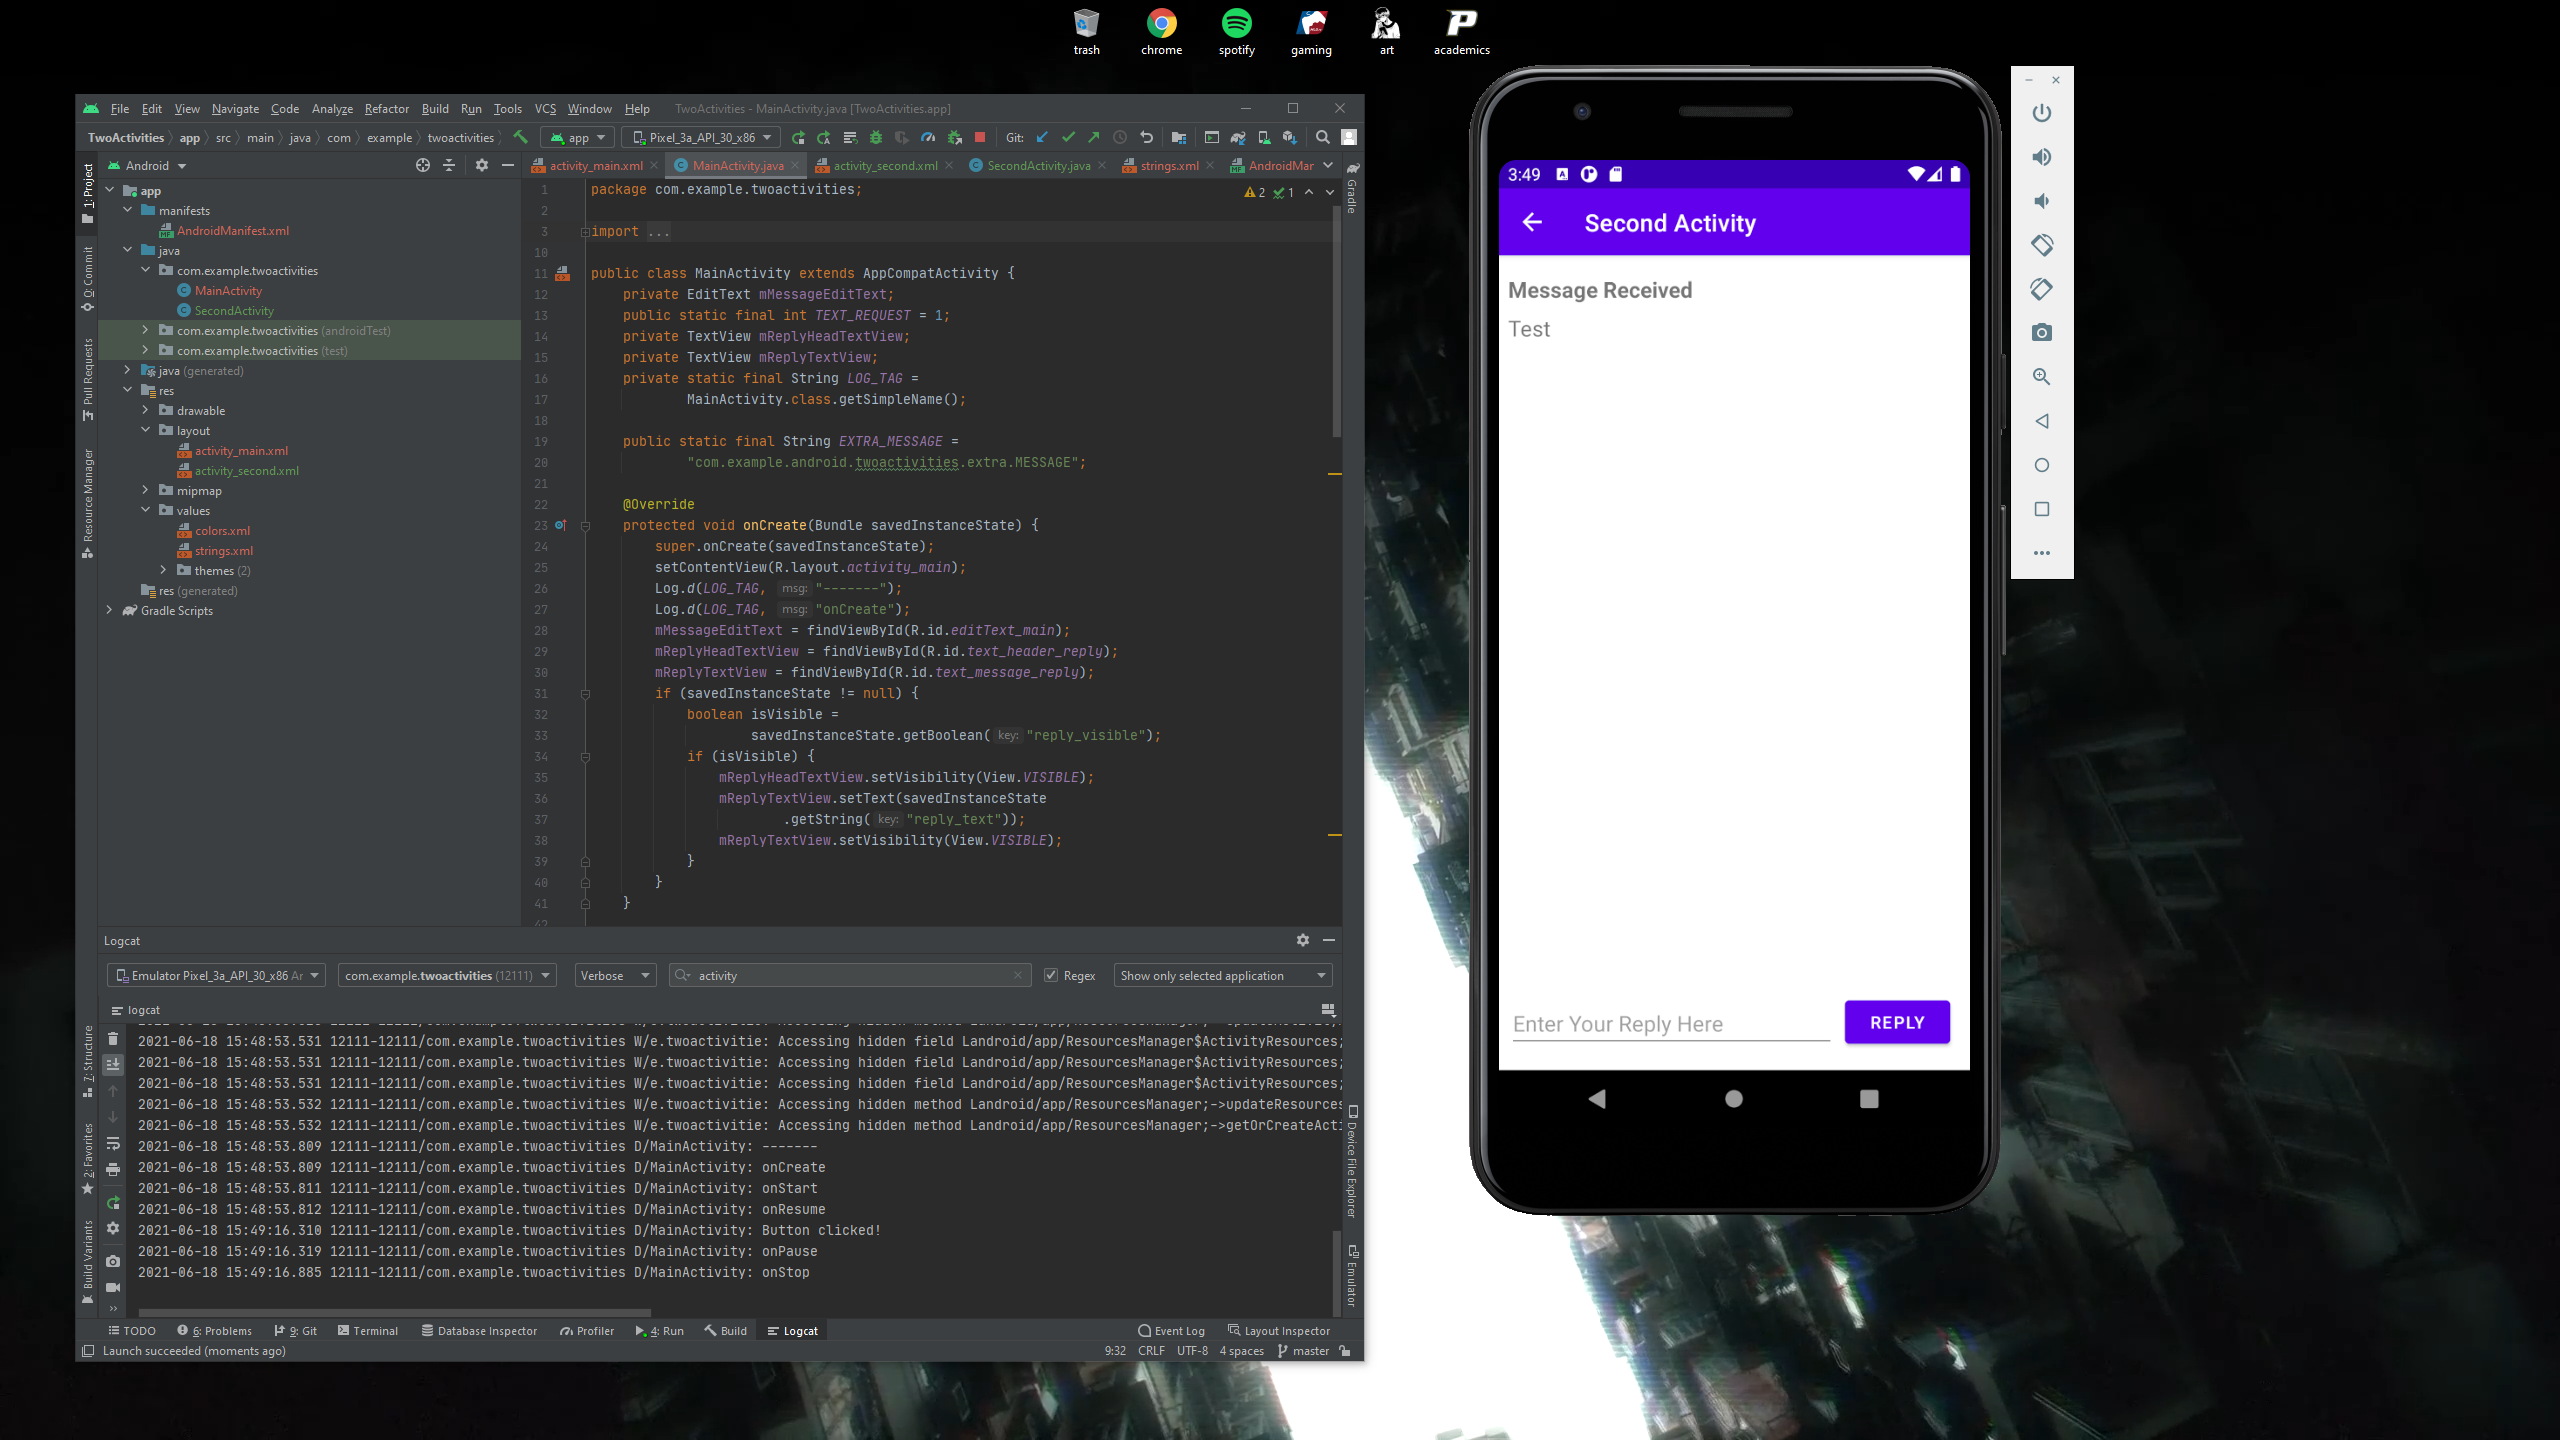 trash
chrome
spotify
gaming
art
academics
File Edit View Navigate Code Analyze Refactor Build Run Tools VCS Window Help TwoActivities - MainActivity.java [TwoActivities.app]
TwoActivities app src main java com example twoactivities app Pixel_3a_API_30_x86 Git:
Android
1: Project
0: Commit
Pull Requests
Resource Manager
7: Structure
2: Favorites
Build Variants
app
manifests
AndroidManifest.xml
java
com.example.twoactivities
MainActivity
SecondActivity
com.example.twoactivities (androidTest)
com.example.twoactivities (test)
java (generated)
res
drawable
layout
activity_main.xml
activity_second.xml
mipmap
values
colors.xml
strings.xml
themes (2)
res (generated)
Gradle Scripts
activity_main.xml MainActivity.java activity_second.xml SecondActivity.java strings.xml AndroidMar
Gradle
2 1
1 package com.example.twoactivities;
2
3 import ...
10
11 public class MainActivity extends AppCompatActivity {
12 private EditText mMessageEditText;
13 public static final int TEXT_REQUEST = 1;
14 private TextView mReplyHeadTextView;
15 private TextView mReplyTextView;
16 private static final String LOG_TAG =
17 MainActivity.class.getSimpleName();
18
19 public static final String EXTRA_MESSAGE =
20 "com.example.android.twoactivities.extra.MESSAGE";
21
22 @Override
23 protected void onCreate(Bundle savedInstanceState) {
24 super.onCreate(savedInstanceState);
25 setContentView(R.layout.activity_main);
26 Log.d(LOG_TAG, msg: "-------");
27 Log.d(LOG_TAG, msg: "onCreate");
28 mMessageEditText = findViewById(R.id.editText_main);
29 mReplyHeadTextView = findViewById(R.id.text_header_reply);
30 mReplyTextView = findViewById(R.id.text_message_reply);
31 if (savedInstanceState != null) {
32 boolean isVisible =
33 savedInstanceState.getBoolean( key: "reply_visible");
34 if (isVisible) {
35 mReplyHeadTextView.setVisibility(View.VISIBLE);
36 mReplyTextView.setText(savedInstanceState
37 .getString( key: "reply_text"));
38 mReplyTextView.setVisibility(View.VISIBLE);
39 }
40 }
41 }
42
Logcat
Emulator Pixel_3a_API_30_x86 Ar com.example.twoactivities (12111) Verbose activity Regex Show only selected application
logcat
2021-06-18 15:48:53.531 12111-12111/com.example.twoactivities W/e.twoactivitie: Accessing hidden field Landroid/app/ResourcesManager$ActivityResources;
2021-06-18 15:48:53.531 12111-12111/com.example.twoactivities W/e.twoactivitie: Accessing hidden field Landroid/app/ResourcesManager$ActivityResources;
2021-06-18 15:48:53.531 12111-12111/com.example.twoactivities W/e.twoactivitie: Accessing hidden field Landroid/app/ResourcesManager$ActivityResources;
2021-06-18 15:48:53.532 12111-12111/com.example.twoactivities W/e.twoactivitie: Accessing hidden method Landroid/app/ResourcesManager;->updateResources
2021-06-18 15:48:53.532 12111-12111/com.example.twoactivities W/e.twoactivitie: Accessing hidden method Landroid/app/ResourcesManager;->getOrCreateActi
2021-06-18 15:48:53.809 12111-12111/com.example.twoactivities D/MainActivity: -------
2021-06-18 15:48:53.809 12111-12111/com.example.twoactivities D/MainActivity: onCreate
2021-06-18 15:48:53.811 12111-12111/com.example.twoactivities D/MainActivity: onStart
2021-06-18 15:48:53.812 12111-12111/com.example.twoactivities D/MainActivity: onResume
2021-06-18 15:49:16.310 12111-12111/com.example.twoactivities D/MainActivity: Button clicked!
2021-06-18 15:49:16.319 12111-12111/com.example.twoactivities D/MainActivity: onPause
2021-06-18 15:49:16.885 12111-12111/com.example.twoactivities D/MainActivity: onStop
Device File Explorer
Emulator
TODO 6: Problems 9: Git Terminal Database Inspector Profiler 4: Run Build Logcat Event Log Layout Inspector
Launch succeeded (moments ago) 9:32 CRLF UTF-8 4 spaces master
3:49
Second Activity
Message Received
Test
Enter Your Reply Here
REPLY